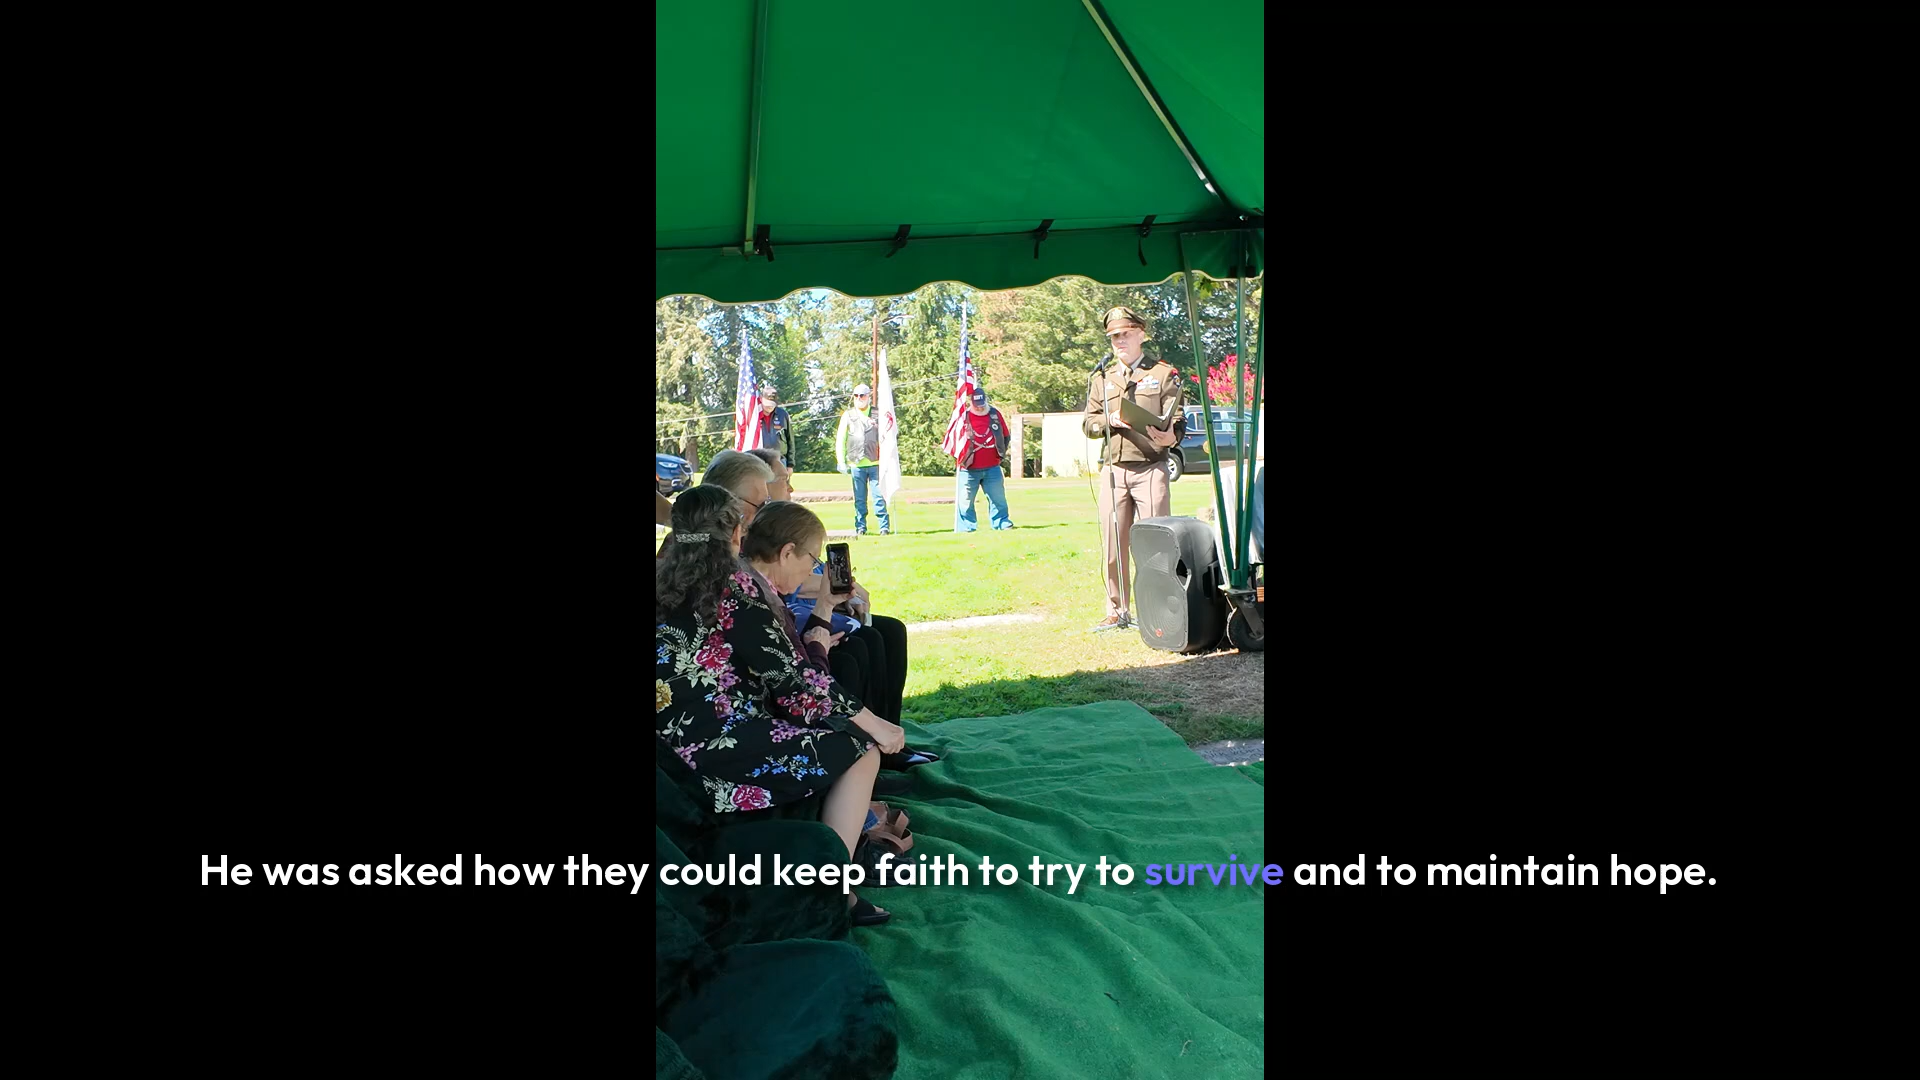 He was asked how they could keep faith to try to survive and to maintain hope.